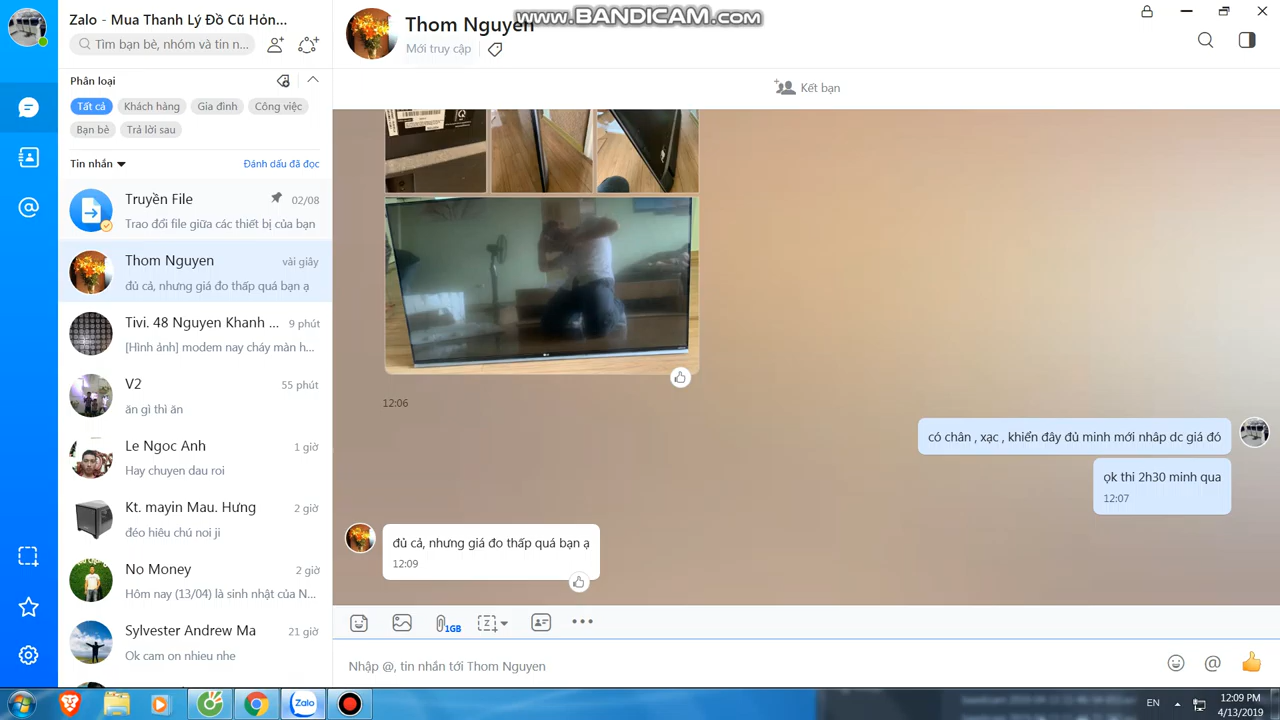 www.BANDICAM.com
Zalo - Mua Thanh Lý Đồ Cũ Hỏn...
Tìm bạn bè, nhóm và tin n...
Phân loại
Tất cả
Khách hàng
Gia đình
Công việc
Bạn bè
Trả lời sau
Tin nhắn
Đánh dấu đã đọc
Truyền File
02/08
Trao đổi file giữa các thiết bị của bạn
Thom Nguyen
vài giây
đủ cả, nhưng giá đo thấp quá bạn ạ
Tivi. 48 Nguyen Khanh ...
9 phút
[Hình ảnh] modem nay cháy màn h...
V2
55 phút
ăn gì thì ăn
Le Ngoc Anh
1 giờ
Hay chuyen dau roi
Kt. mayin Mau. Hưng
2 giờ
đéo hiêu chú noi ji
No Money
2 giờ
Hôm nay (13/04) là sinh nhật của N...
Sylvester Andrew Ma
21 giờ
Ok cam on nhieu nhe
Thom Nguyen
Mới truy cập
Kết bạn
12:06
có chân , xạc , khiển đây đủ minh mới nhâp dc giá đó
ọk thi 2h30 minh qua
12:07
đủ cả, nhưng giá đo thấp quá bạn ạ
12:09
1GB
Nhập @, tin nhắn tới Thom Nguyen
Zalo
EN
12:09 PM
4/13/2019